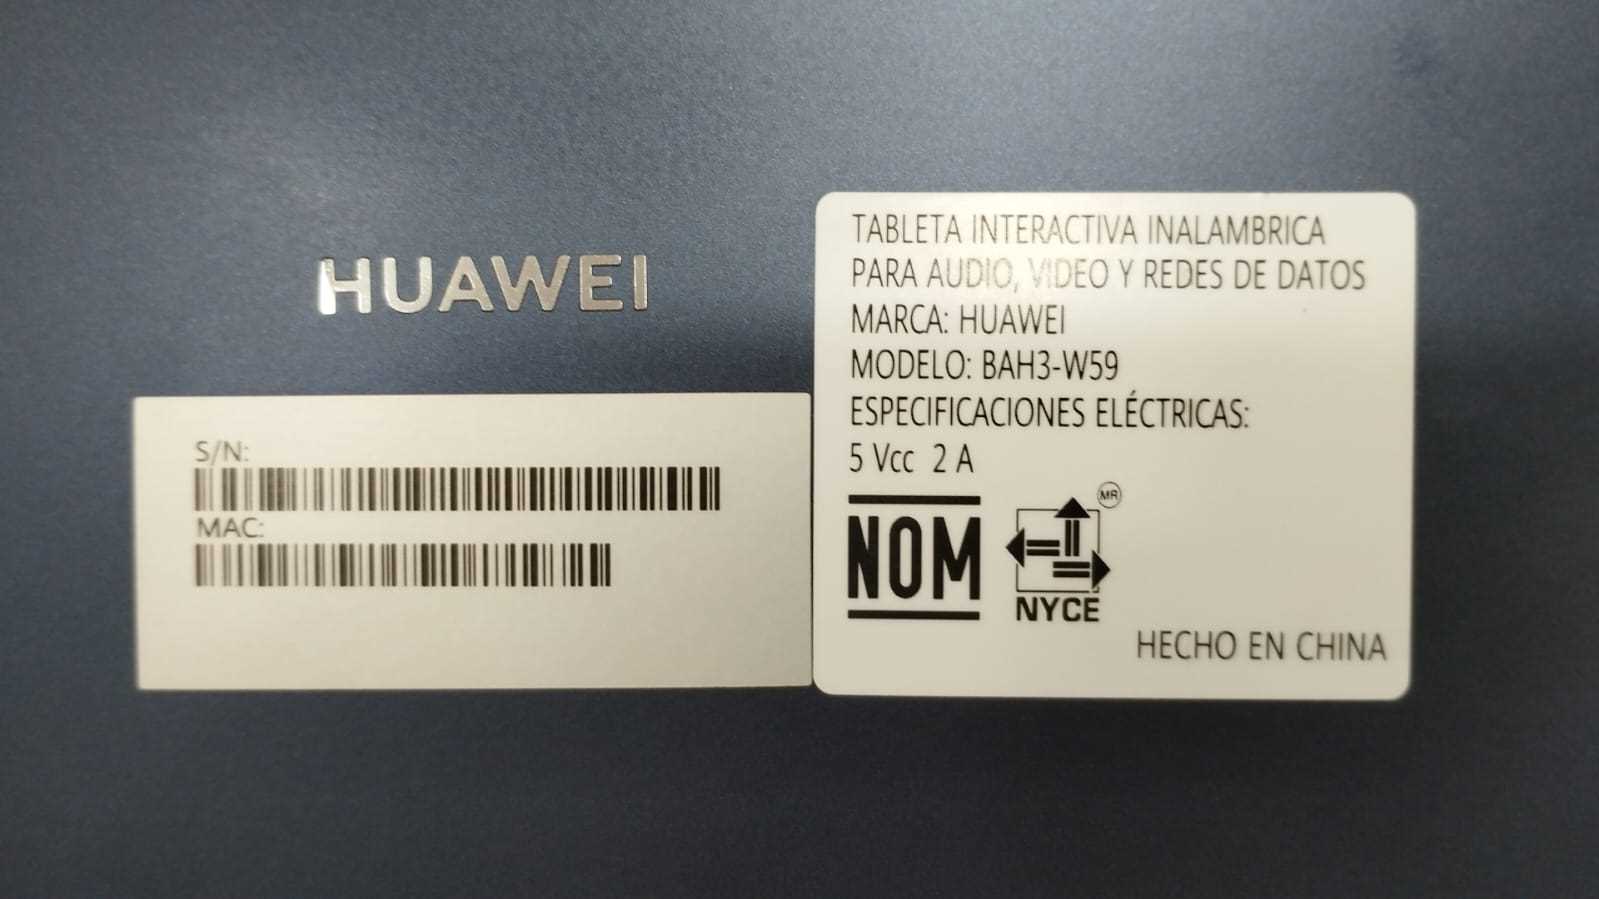 HUAWEI
S/N:
MAC:
TABLETA INTERACTIVA INALAMBRICA
PARA AUDIO, VIDEO Y REDES DE DATOS
MARCA: HUAWEI
MODELO: BAH3-W59
ESPECIFICACIONES ELÉCTRICAS:
5 Vcc 2 A
NOM
MR
NYCE
HECHO EN CHINA